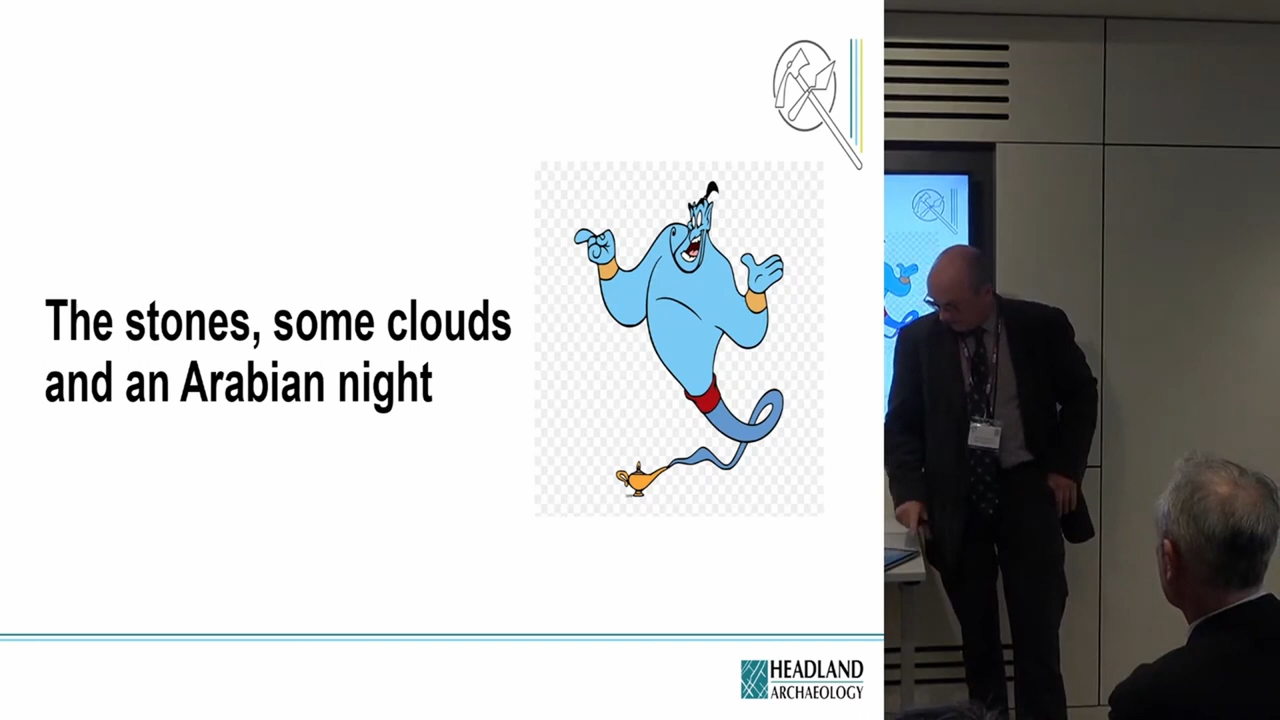 The stones, some clouds
and an Arabian night
HEADLAND
ARCHAEOLOGY